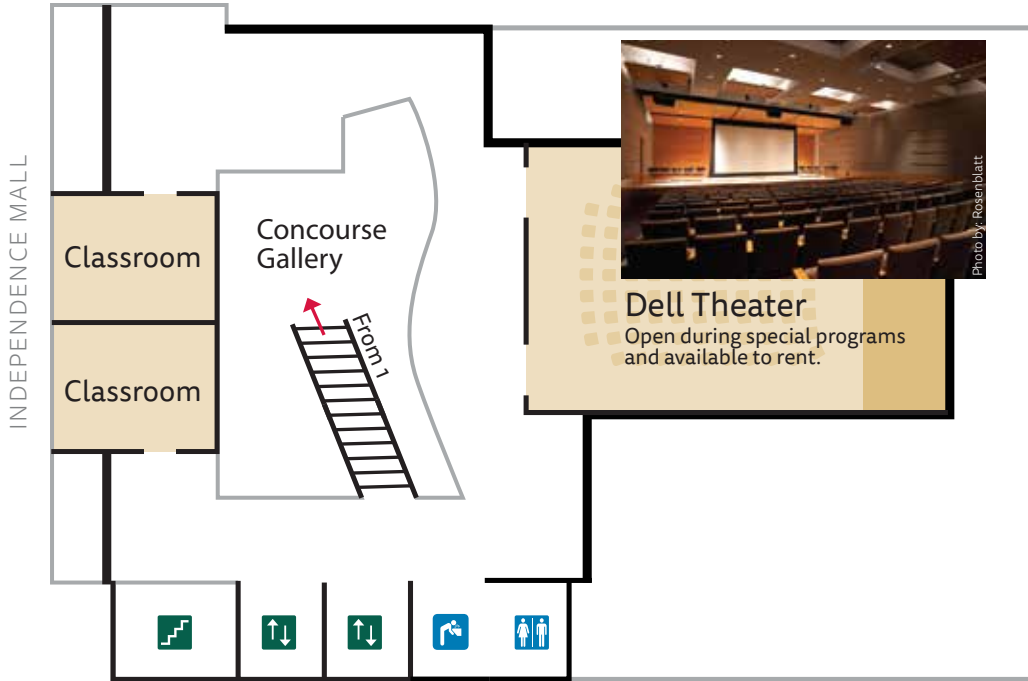 INDEPENDENCE MALL
Classroom
Classroom
Concourse
Gallery
From 1
Photo by: Rosenblatt
Dell Theater
Open during special programs
and available to rent.